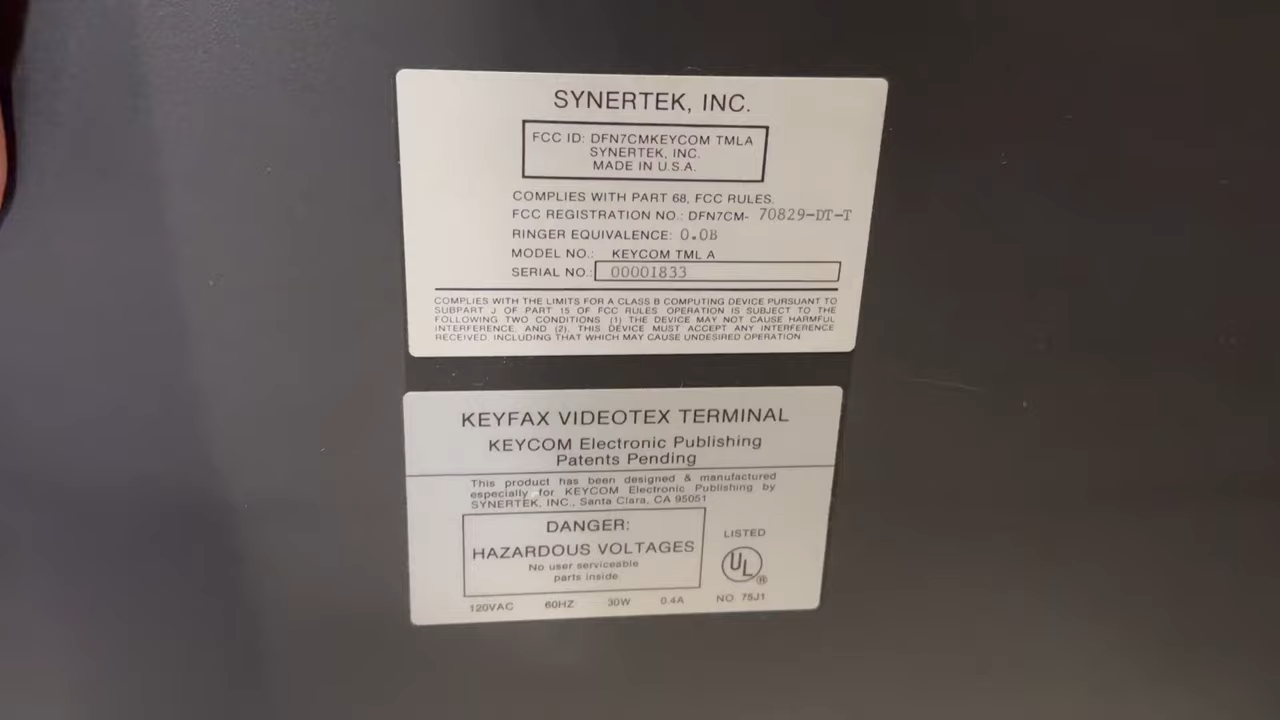 SYNERTEK, INC.
FCC ID: DFN7CMKEYCOM TMLA
SYNERTEK, INC.
MADE IN U.S.A.
COMPLIES WITH PART 68, FCC RULES.
FCC REGISTRATION NO.: DFN7CM- 70829-DT-T
RINGER EQUIVALENCE: 0.0B
MODEL NO.: KEYCOM TML A
SERIAL NO.: 00001833
COMPLIES WITH THE LIMITS FOR A CLASS B COMPUTING DEVICE PURSUANT TO
SUBPART J OF PART 15 OF FCC RULES OPERATION IS SUBJECT TO THE
FOLLOWING TWO CONDITIONS (1) THE DEVICE MAY NOT CAUSE HARMFUL
INTERFERENCE, AND (2), THIS DEVICE MUST ACCEPT ANY INTERFERENCE
RECEIVED, INCLUDING THAT WHICH MAY CAUSE UNDESIRED OPERATION
KEYFAX VIDEOTEX TERMINAL
KEYCOM Electronic Publishing
Patents Pending
This product has been designed & manufactured
especially for KEYCOM Electronic Publishing by
SYNERTEK, INC., Santa Clara, CA 95051
DANGER:
HAZARDOUS VOLTAGES
No user serviceable
parts inside
LISTED
UL ®
120VAC 60HZ 30W 0.4A NO. 75J1